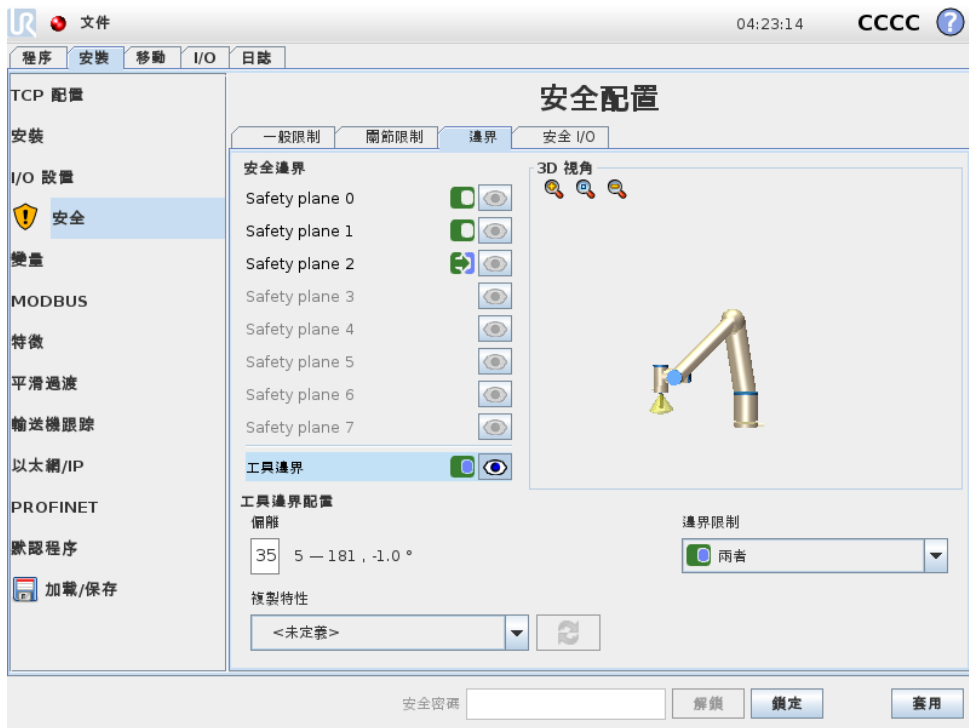 UR 文件 04:23:14 CCCC ?
程序 安裝 移動 I/O 日誌
TCP 配置
安裝
I/O 設置
安全
變量
MODBUS
特徵
平滑過渡
輸送機跟踪
以太網/IP
PROFINET
默認程序
加載/保存
安全配置
一般限制 關節限制 邊界 安全 I/O
安全邊界
Safety plane 0
Safety plane 1
Safety plane 2
Safety plane 3
Safety plane 4
Safety plane 5
Safety plane 6
Safety plane 7
工具邊界
3D 視角
工具邊界配置
偏離
35 5 — 181 , -1.0 °
邊界限制
兩者
複製特性
<未定義>
安全密碼 解鎖 鎖定 套用